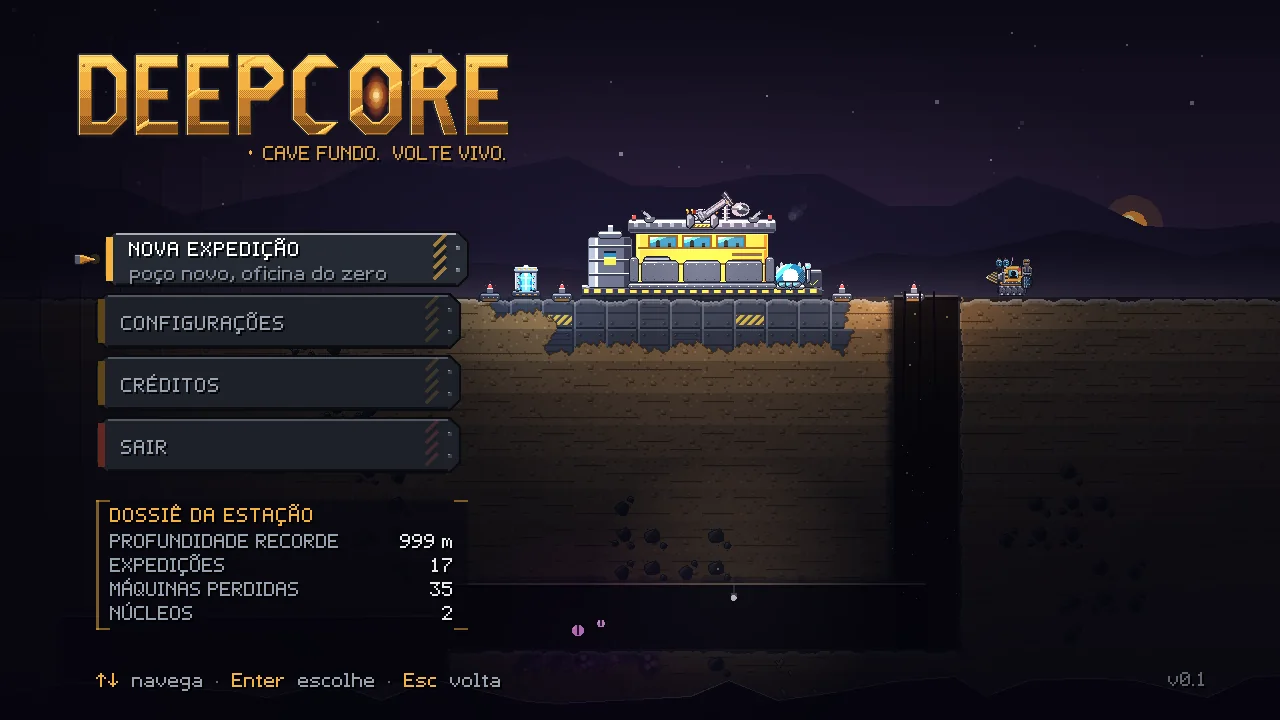 DEEPCORE
• CAVE FUNDO. VOLTE VIVO.
NOVA EXPEDIÇÃO
poço novo, oficina do zero
CONFIGURAÇÕES
CRÉDITOS
SAIR
DOSSIÊ DA ESTAÇÃO
PROFUNDIDADE RECORDE 999 m
EXPEDIÇÕES 17
MÁQUINAS PERDIDAS 35
NÚCLEOS 2
↑↓ navega · Enter escolhe · Esc volta
v0.1